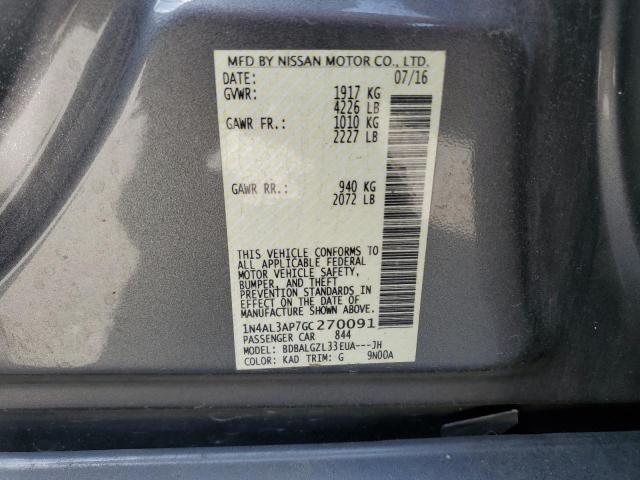 MFD BY NISSAN MOTOR CO., LTD.
DATE: 07/16
GVWR: 1917 KG
4226 LB
GAWR FR.: 1010 KG
2227 LB
GAWR RR.: 940 KG
2072 LB
THIS VEHICLE CONFORMS TO
ALL APPLICABLE FEDERAL
MOTOR VEHICLE SAFETY,
BUMPER, AND THEFT
PREVENTION STANDARDS IN
EFFECT ON THE DATE OF
MANUFACTURE SHOWN ABOVE.
1N4AL3AP7GC270091
PASSENGER CAR 844
MODEL: BDBALGZL33EUA---JH
COLOR: KAD TRIM: G 9N00A